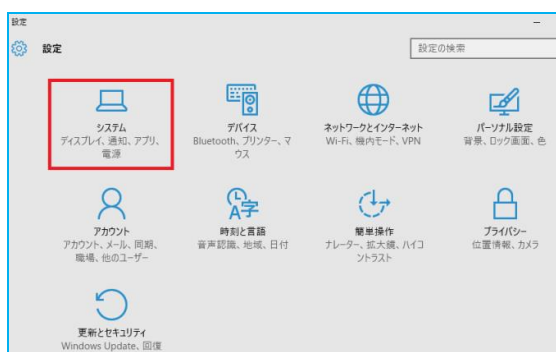 設定
設定
設定の検索
システム
ディスプレイ、通知、アプリ、
電源
デバイス
Bluetooth、プリンター、マ
ウス
ネットワークとインターネット
Wi-Fi、機内モード、VPN
パーソナル設定
背景、ロック画面、色
アカウント
アカウント、メール、同期、
職場、他のユーザー
時刻と言語
音声認識、地域、日付
簡単操作
ナレーター、拡大鏡、ハイコ
ントラスト
プライバシー
位置情報、カメラ
更新とセキュリティ
Windows Update、回復